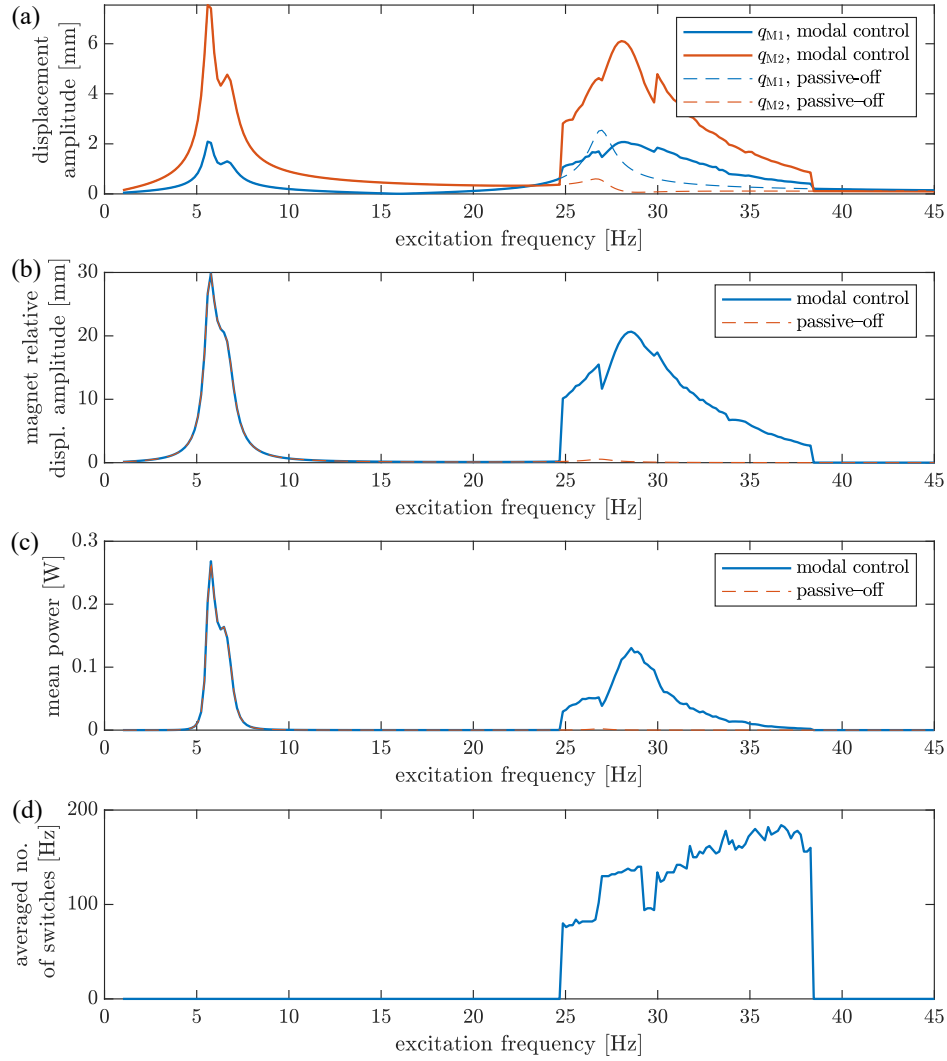 (a)
displacement
amplitude [mm]
6
4
2
0
qM1, modal control
qM2, modal control
qM1, passive-off
qM2, passive-off
0 5 10 15 20 25 30 35 40 45
excitation frequency [Hz]
(b)
magnet relative
displ. amplitude [mm]
30
20
10
0
modal control
passive–off
0 5 10 15 20 25 30 35 40 45
excitation frequency [Hz]
(c)
mean power [W]
0.3
0.2
0.1
0
modal control
passive–off
0 5 10 15 20 25 30 35 40 45
excitation frequency [Hz]
(d)
averaged no.
of switches [Hz]
200
100
0
0 5 10 15 20 25 30 35 40 45
excitation frequency [Hz]